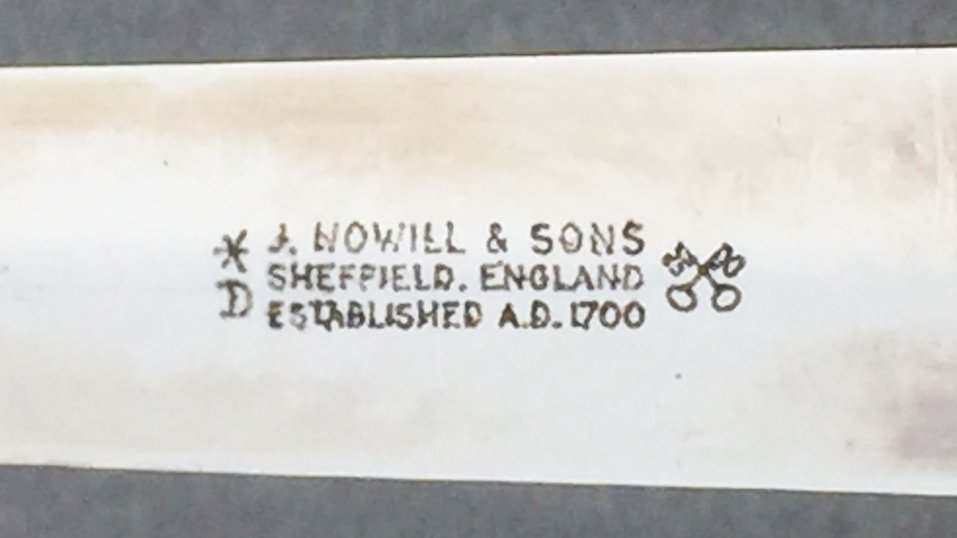 * J. NOWILL & SONS
D SHEFFIELD. ENGLAND
ESTABLISHED A.D. 1700